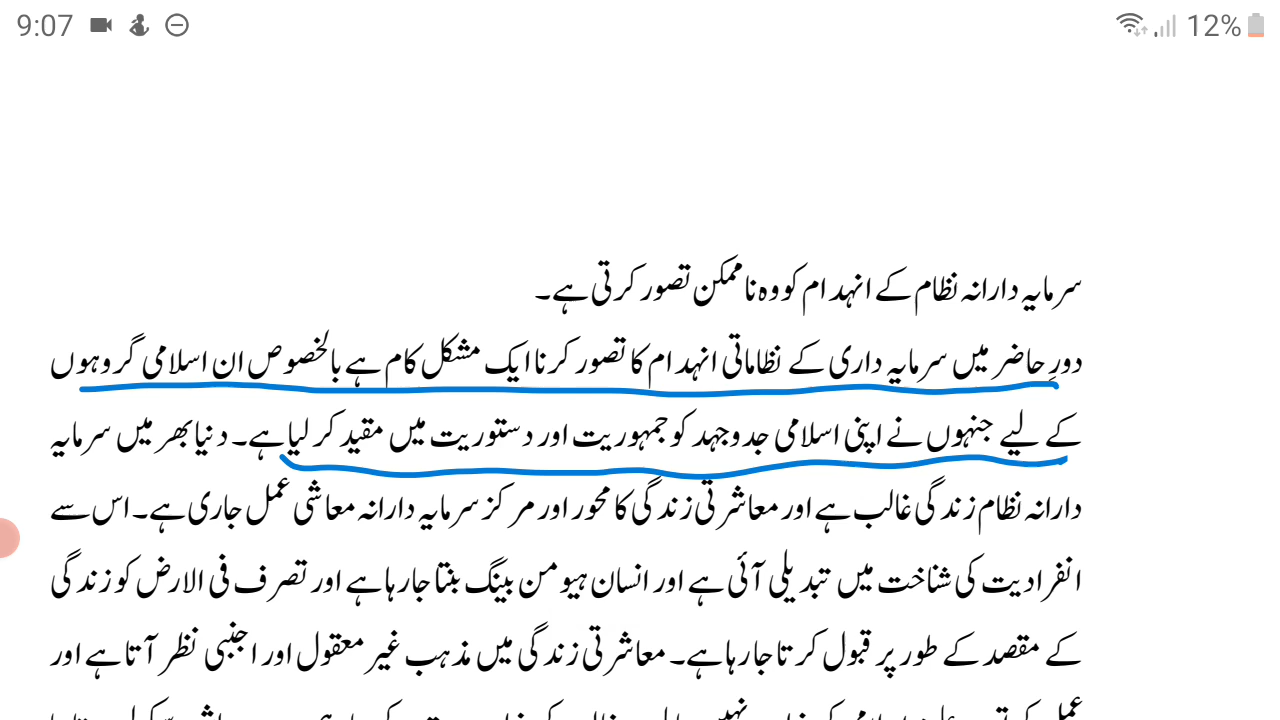 9:07
12%
سرمایہ دارانہ نظام کے انہدام کو وہ ناممکن تصور کرتی ہے۔
دورِ حاضر میں سرمایہ داری کے نظاماتی انہدام کا تصور کرنا ایک مشکل کام ہے بالخصوص ان اسلامی گروہوں
کے لیے جنہوں نے اپنی اسلامی جدوجہد کو جمہوریت اور دستوریت میں مقید کر لیا ہے۔ دنیا بھر میں سرمایہ
دارانہ نظام زندگی غالب ہے اور معاشرتی زندگی کا محور اور مرکز سرمایہ دارانہ معاشی عمل جاری ہے۔ اس سے
انفرادیت کی شناخت میں تبدیلی آئی ہے اور انسان ہیومن بینگ بنتا جا رہا ہے اور تصرف فی الارض کو زندگی
کے مقصد کے طور پر قبول کرتا جا رہا ہے۔ معاشرتی زندگی میں مذہب غیر معقول اور اجنبی نظر آتا ہے اور